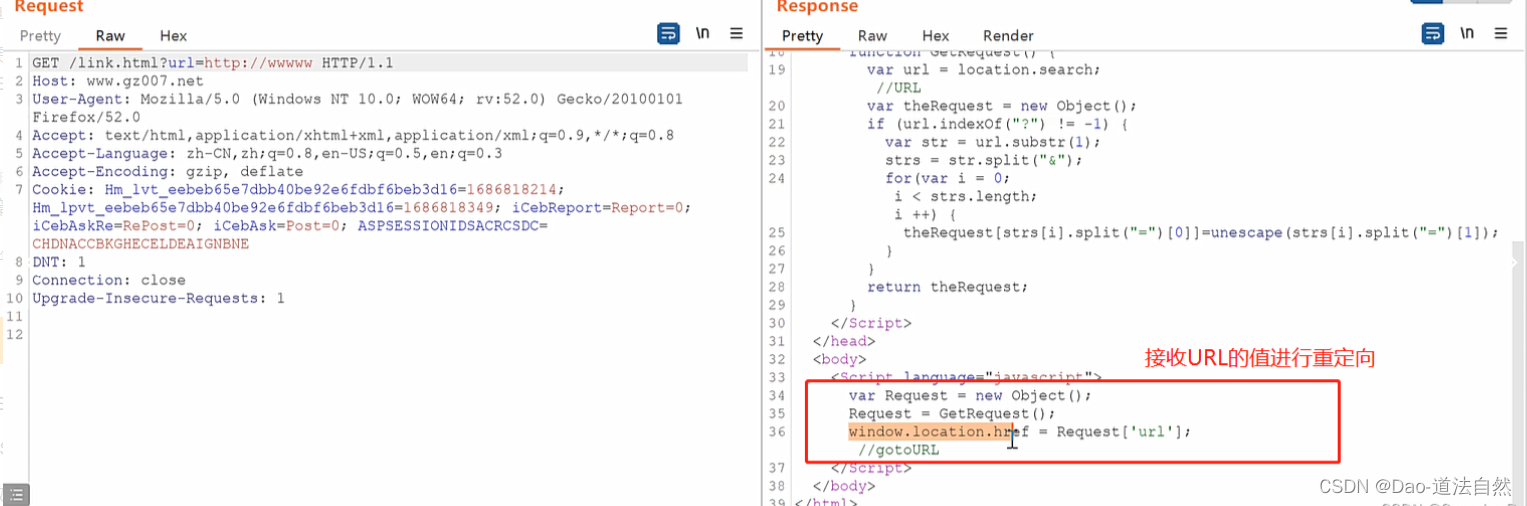 Request
Pretty Raw Hex
\n
1 GET /link.html?url=http://wwwww HTTP/1.1
2 Host: www.gz007.net
3 User-Agent: Mozilla/5.0 (Windows NT 10.0; WOW64; rv:52.0) Gecko/20100101
Firefox/52.0
4 Accept: text/html,application/xhtml+xml,application/xml;q=0.9,*/*;q=0.8
5 Accept-Language: zh-CN,zh;q=0.8,en-US;q=0.5,en;q=0.3
6 Accept-Encoding: gzip, deflate
7 Cookie: Hm_lvt_eebeb65e7dbb40be92e6fdbf6beb3d16=1686818214;
Hm_lpvt_eebeb65e7dbb40be92e6fdbf6beb3d16=1686818349; iCebReport=Report=0;
iCebAskRe=RePost=0; iCebAsk=Post=0; ASPSESSIONIDSACRCSDC=
CHDNACCBKGHECELDEAIGNBNE
8 DNT: 1
9 Connection: close
10 Upgrade-Insecure-Requests: 1
11
12
Response
Pretty Raw Hex Render
\n
18 function GetRequest() {
19 var url = location.search;
//URL
20 var theRequest = new Object();
21 if (url.indexOf("?") != -1) {
22 var str = url.substr(1);
23 strs = str.split("&");
24 for(var i = 0;
i < strs.length;
i ++) {
25 theRequest[strs[i].split("=")[0]]=unescape(strs[i].split("=")[1]);
26 }
27 }
28 return theRequest;
29 }
30 </Script>
31 </head>
32 <body>
接收URL的值进行重定向
33 <Script language="javascript">
34 var Request = new Object();
35 Request = GetRequest();
36 window.location.href = Request['url'];
//gotoURL
37 </Script>
38 </body>
39 </html>
CSDN @Dao-道法自然